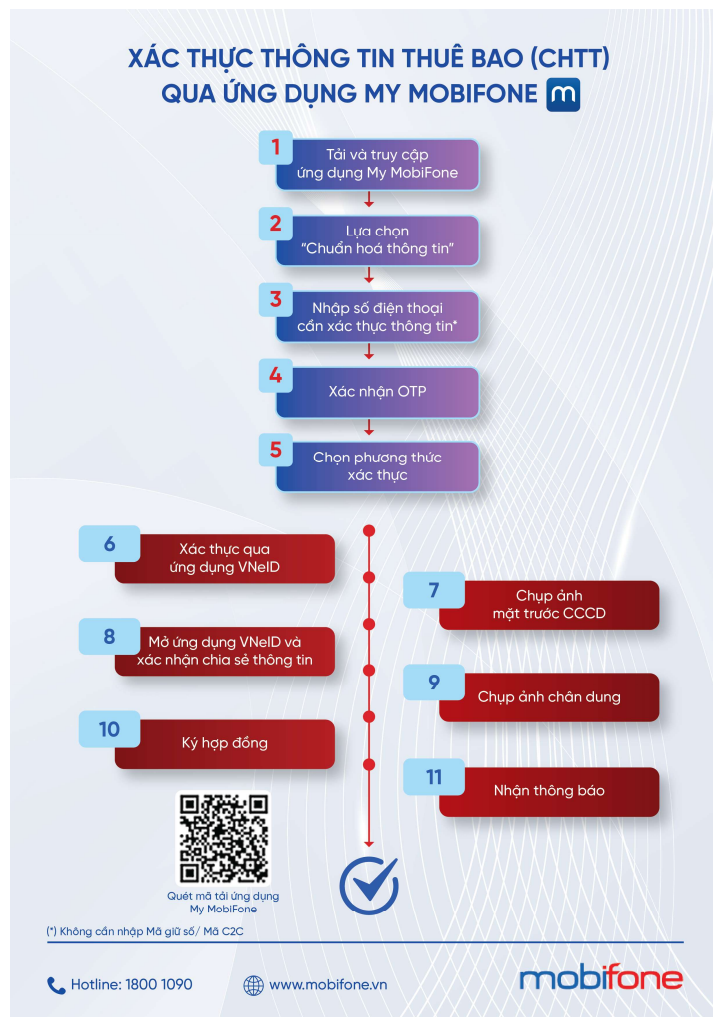 XÁC THỰC THÔNG TIN THUÊ BAO (CHTT)
QUA ỨNG DỤNG MY MOBIFONE
1
Tải và truy cập
ứng dụng My MobiFone
2
Lựa chọn
“Chuẩn hoá thông tin”
3
Nhập số điện thoại
cần xác thực thông tin*
4
Xác nhận OTP
5
Chọn phương thức
xác thực
6
Xác thực qua
ứng dụng VNeID
7
Chụp ảnh
mặt trước CCCD
8
Mở ứng dụng VNeID và
xác nhận chia sẻ thông tin
9
Chụp ảnh chân dung
10
Ký hợp đồng
11
Nhận thông báo
Quét mã tải ứng dụng
My MobiFone
(*) Không cần nhập Mã giữ số/ Mã C2C
Hotline: 1800 1090
www.mobifone.vn
mobifone